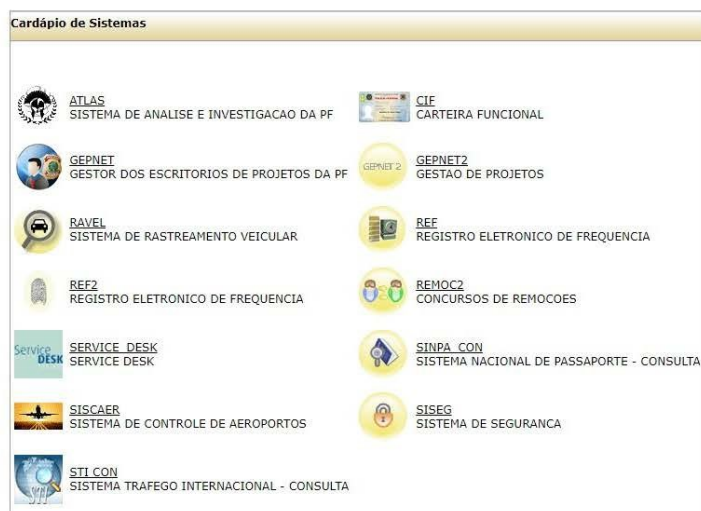 Cardápio de Sistemas
ATLAS
SISTEMA DE ANALISE E INVESTIGACAO DA PF
CIF
CARTEIRA FUNCIONAL
GEPNET
GESTOR DOS ESCRITORIOS DE PROJETOS DA PF
GEPNET 2
GEPNET2
GESTAO DE PROJETOS
RAVEL
SISTEMA DE RASTREAMENTO VEICULAR
REF
REGISTRO ELETRONICO DE FREQUENCIA
REF2
REGISTRO ELETRONICO DE FREQUENCIA
REMOC2
CONCURSOS DE REMOCOES
Service
DESK
SERVICE DESK
SERVICE DESK
SINPA CON
SISTEMA NACIONAL DE PASSAPORTE - CONSULTA
SISCAER
SISTEMA DE CONTROLE DE AEROPORTOS
SISEG
SISTEMA DE SEGURANCA
STI
STI CON
SISTEMA TRAFEGO INTERNACIONAL - CONSULTA